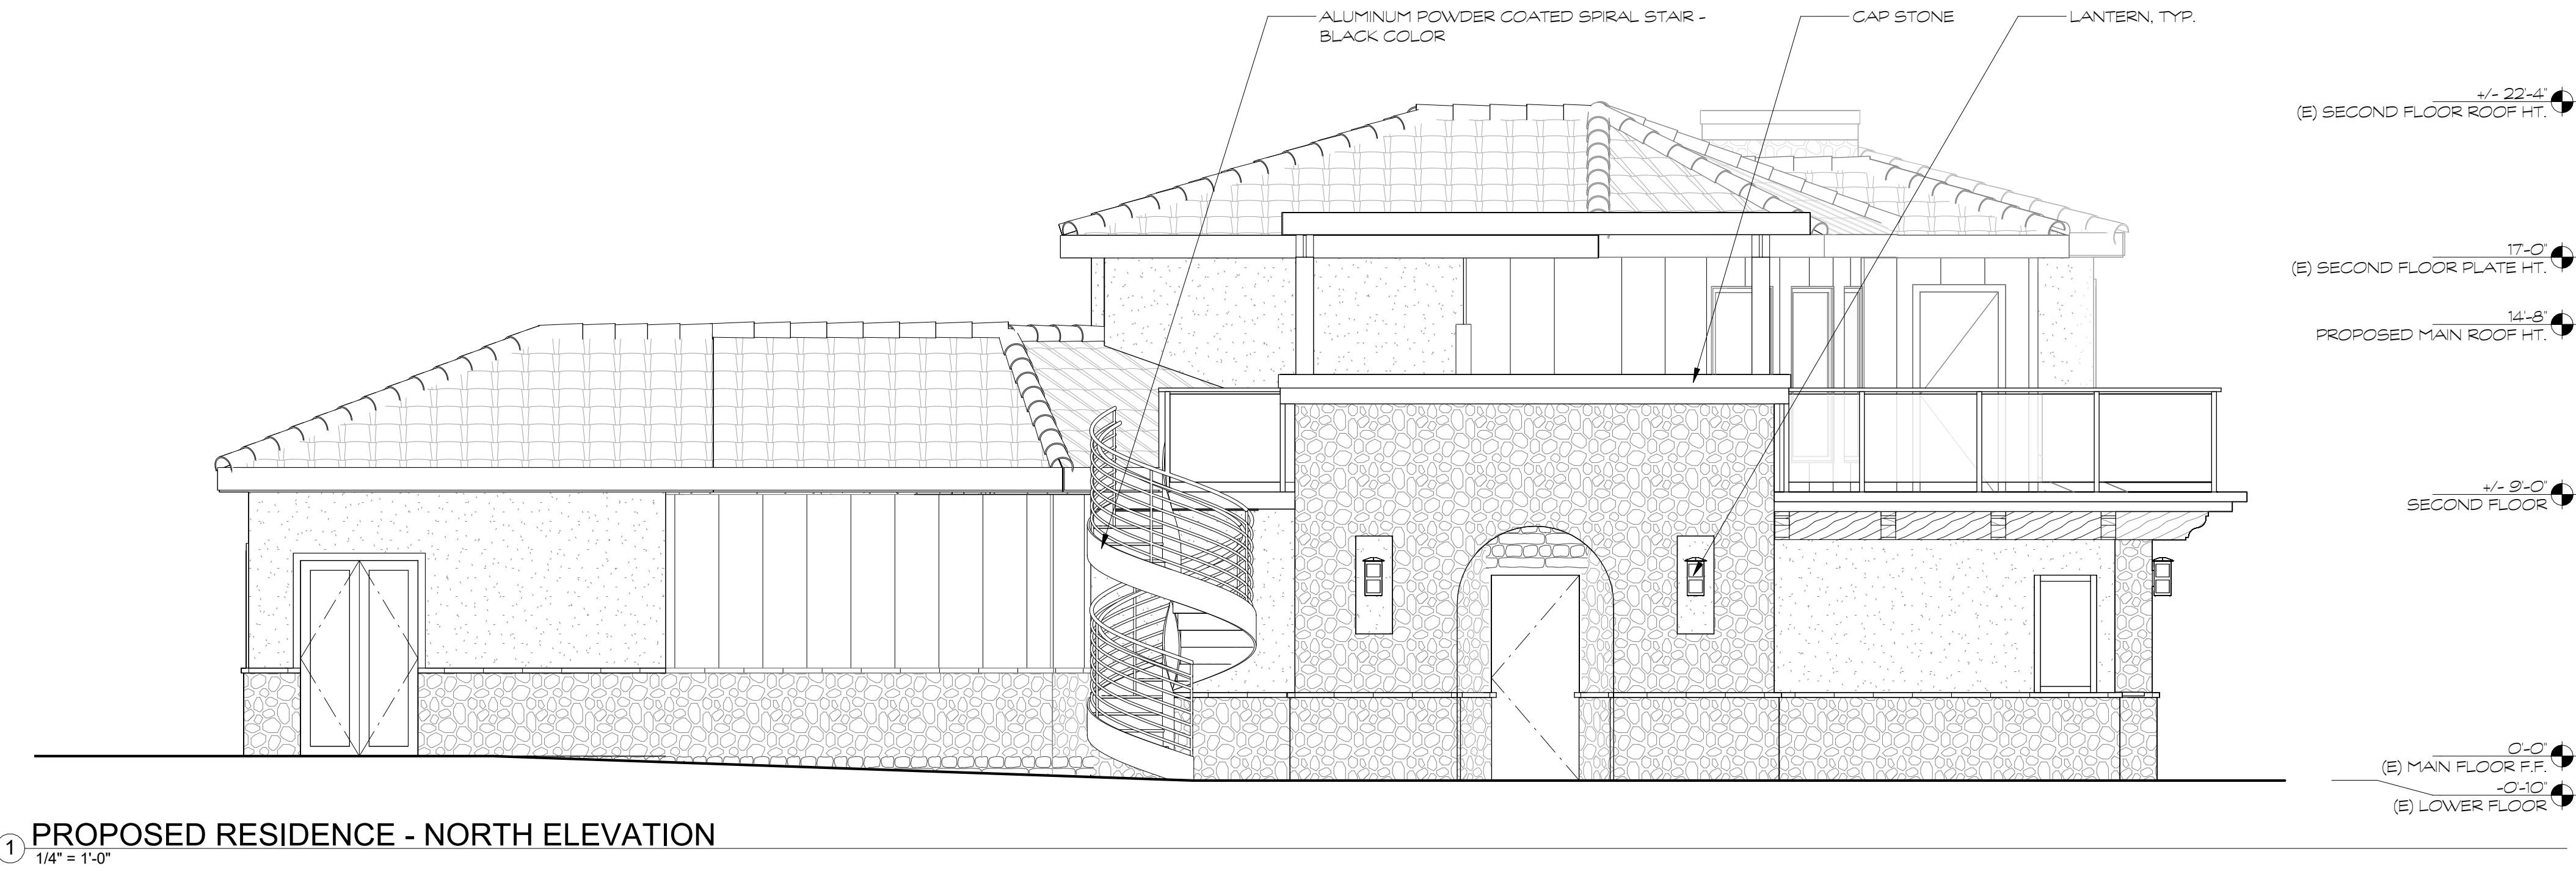 ALUMINUM POWDER COATED SPIRAL STAIR -
BLACK COLOR
CAP STONE
LANTERN, TYP.
+/- 22'-4"
(E) SECOND FLOOR ROOF HT.
17'-0"
(E) SECOND FLOOR PLATE HT.
14'-8"
PROPOSED MAIN ROOF HT.
+/- 9'-0"
SECOND FLOOR
0'-0"
(E) MAIN FLOOR F.F.
-0'-10"
(E) LOWER FLOOR
1 PROPOSED RESIDENCE - NORTH ELEVATION
1/4" = 1'-0"